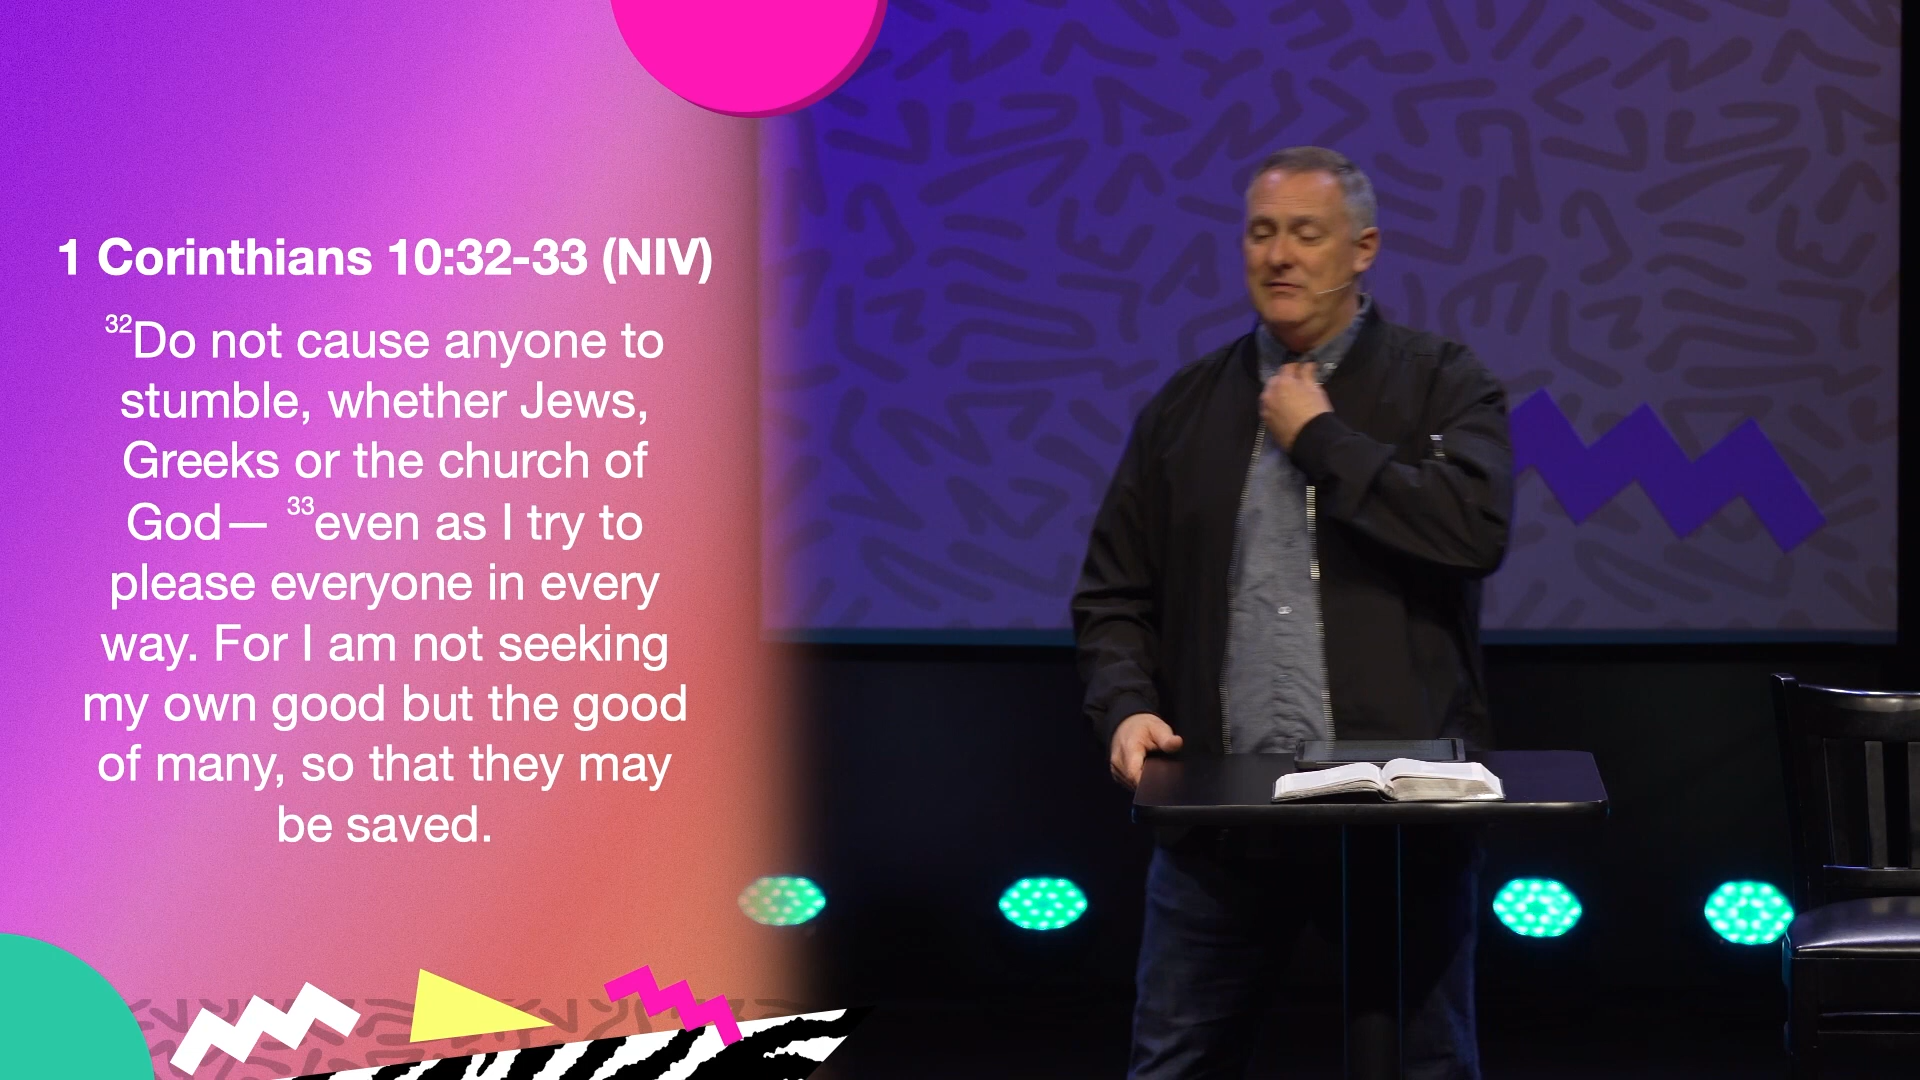 1 Corinthians 10:32-33 (NIV)
32Do not cause anyone to
stumble, whether Jews,
Greeks or the church of
God— 33even as I try to
please everyone in every
way. For I am not seeking
my own good but the good
of many, so that they may
be saved.